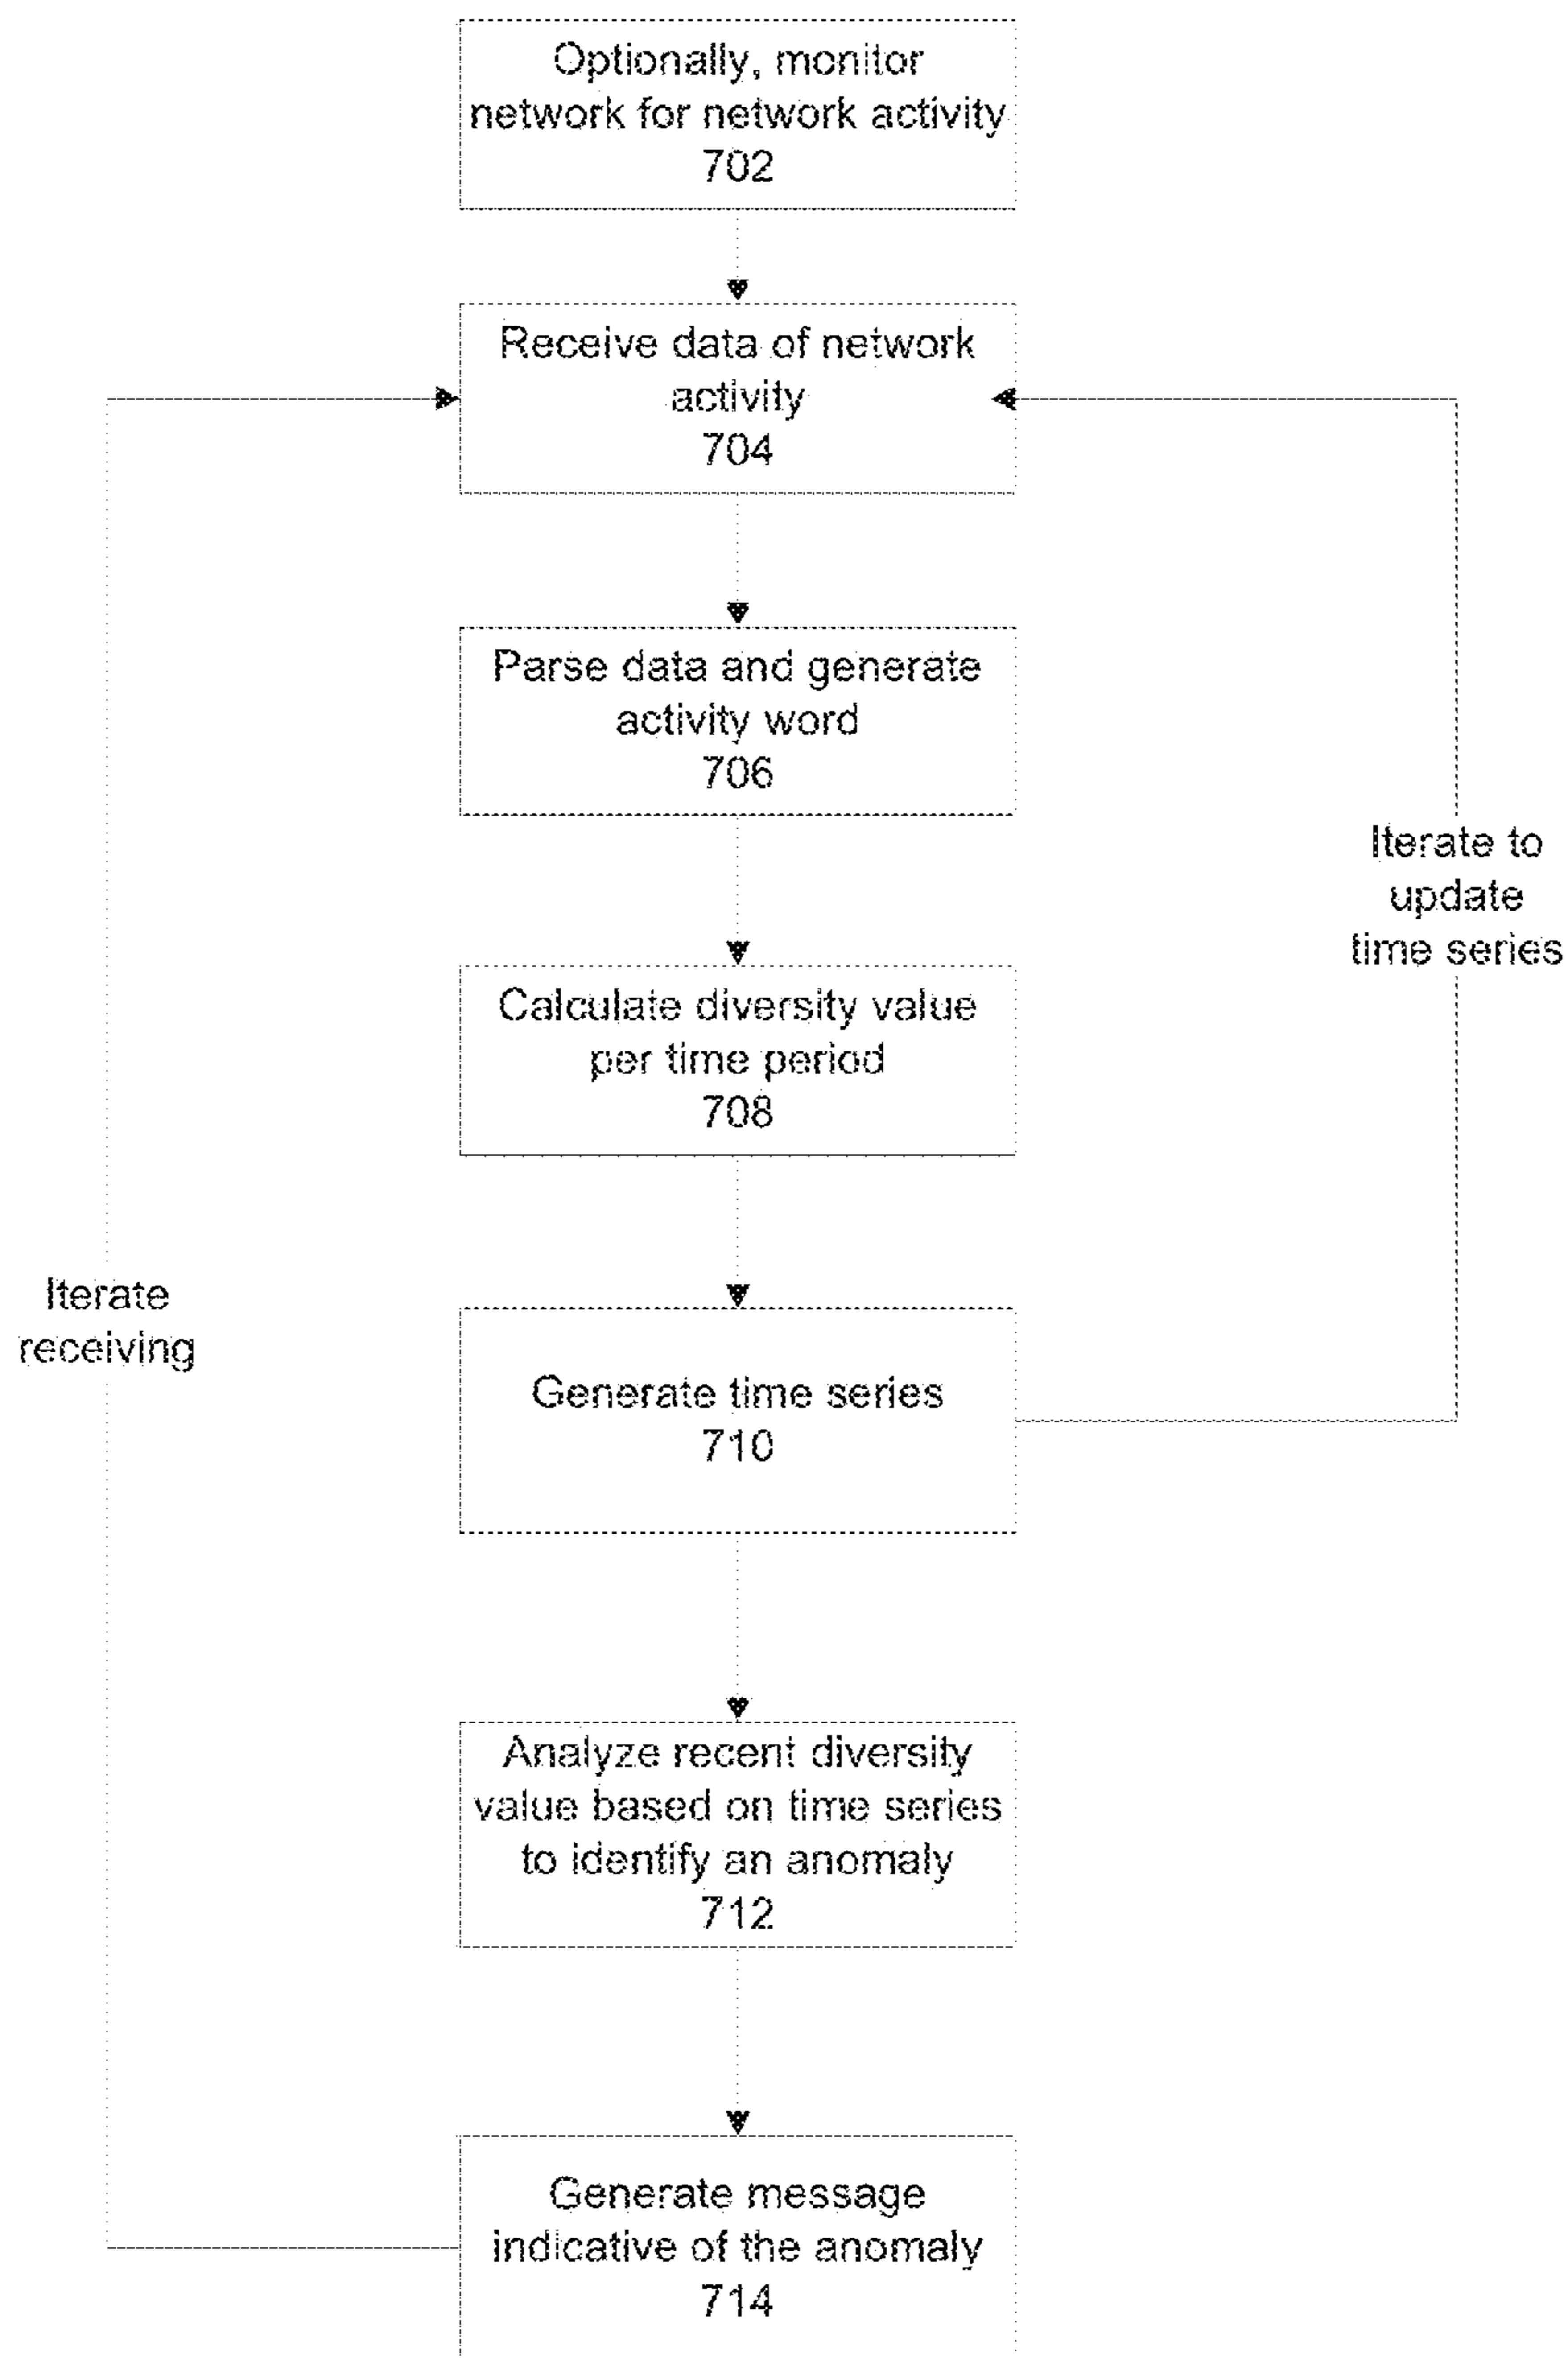 Optionally, monitor
network for network activity
702
Receive data of network
activity
704
Parse data and generate
activity word
706
Iterate to
update
time series
Calculate diversity value
per time period
708
Iterate
receiving
Generate time series
710
Analyze recent diversity
value based on time series
to identify an anomaly
712
Generate message
indicative of the anomaly
714